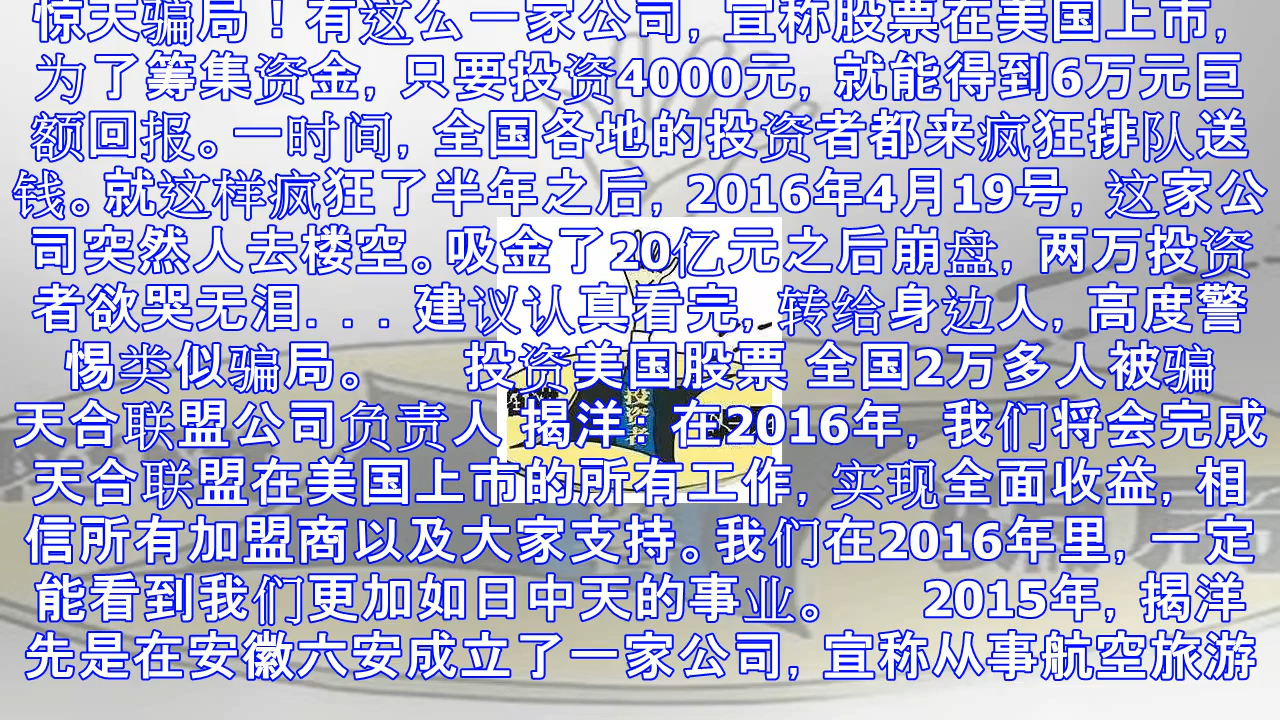 惊天骗局！有这么一家公司，宣称股票在美国上市，
为了筹集资金，只要投资4000元，就能得到6万元巨
额回报。一时间，全国各地的投资者都来疯狂排队送
钱。就这样疯狂了半年之后，2016年4月19号，这家公
司突然人去楼空。吸金了20亿元之后崩盘，两万投资
者欲哭无泪．．．建议认真看完，转给身边人，高度警
惕类似骗局。　　投资美国股票 全国2万多人被骗
天合联盟公司负责人 揭洋：在2016年，我们将会完成
天合联盟在美国上市的所有工作，实现全面收益，相
信所有加盟商以及大家支持。我们在2016年里，一定
能看到我们更加如日中天的事业。　　2015年，揭洋
先是在安徽六安成立了一家公司，宣称从事航空旅游